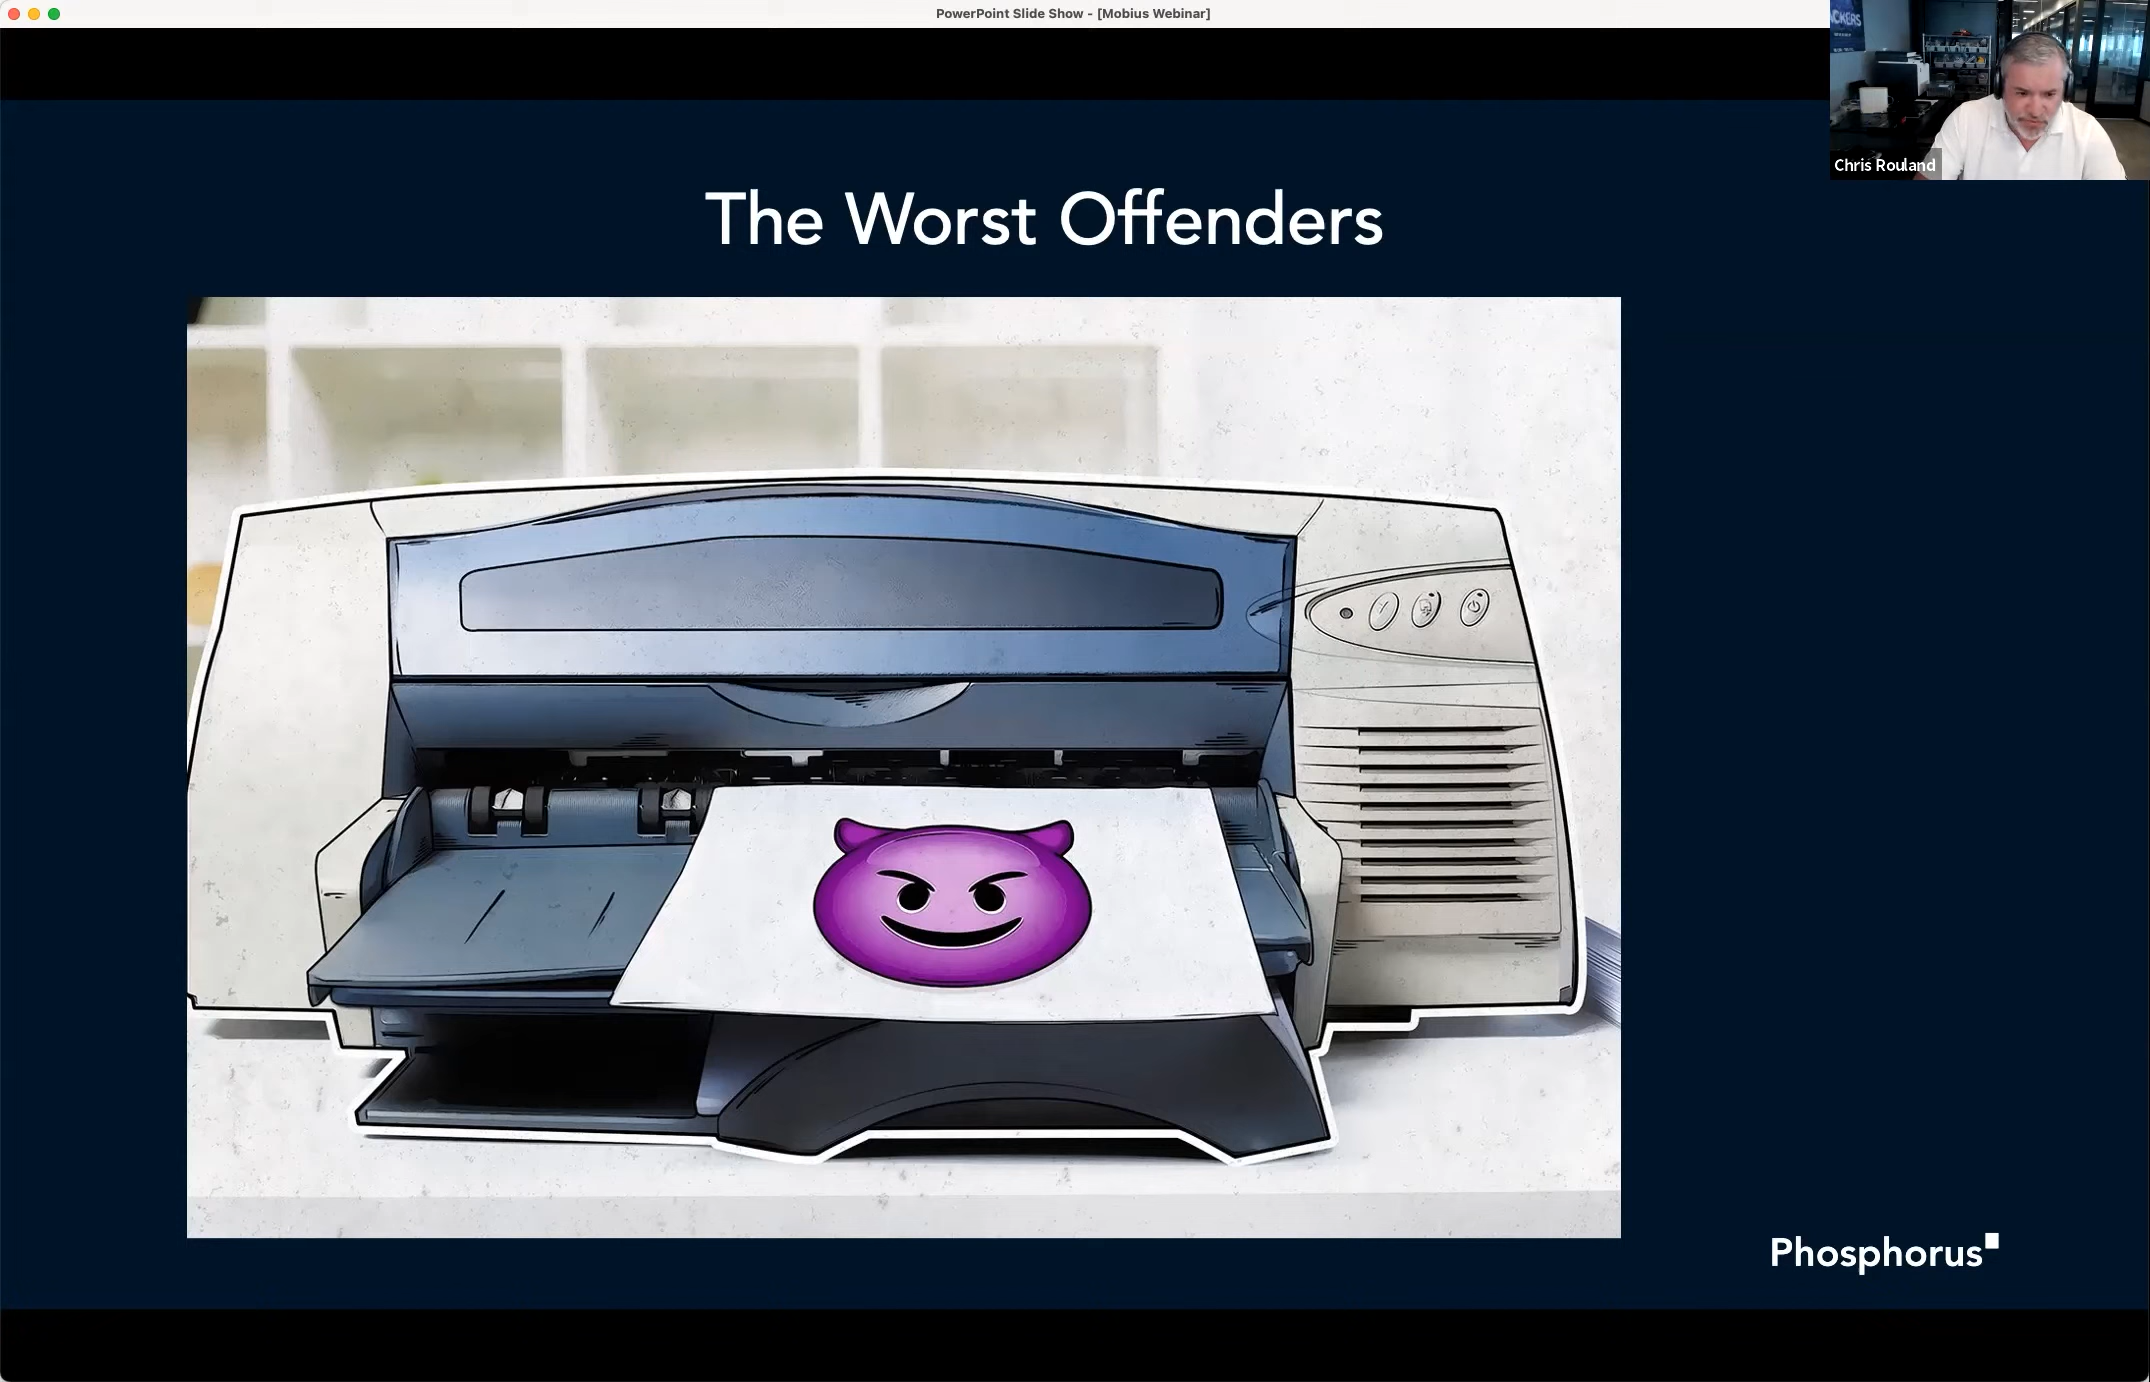 PowerPoint Slide Show - [Mobius Webinar]
Chris Rouland
The Worst Offenders
Phosphorus